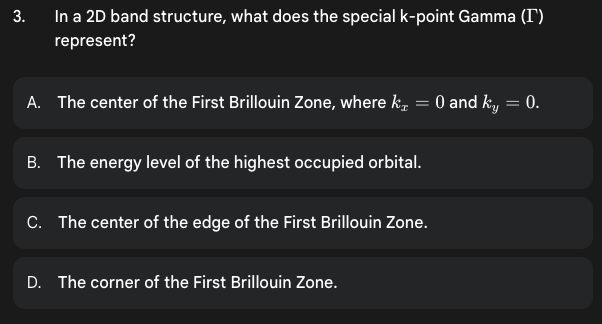 3. In a 2D band structure, what does the special k-point Gamma (Γ)
represent?
A. The center of the First Brillouin Zone, where kₓ = 0 and k_y = 0.
B. The energy level of the highest occupied orbital.
C. The center of the edge of the First Brillouin Zone.
D. The corner of the First Brillouin Zone.